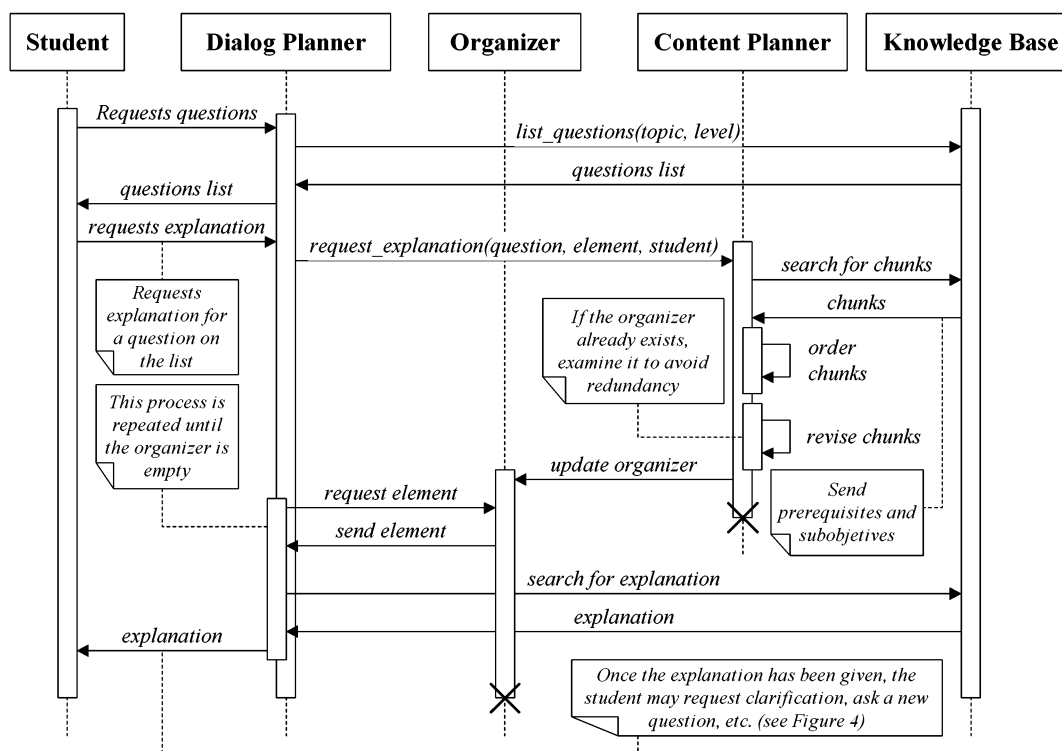 Student
Dialog Planner
Organizer
Content Planner
Knowledge Base
Requests questions
list_questions(topic, level)
questions list
questions list
requests explanation
request_explanation(question, element, student)
search for chunks
Requests
explanation for
a question on
the list
chunks
If the organizer
already exists,
examine it to avoid
redundancy
order
chunks
This process is
repeated until
the organizer is
empty
revise chunks
update organizer
request element
Send
prerequisites and
subobjetives
send element
search for explanation
explanation
explanation
Once the explanation has been given, the
student may request clarification, ask a new
question, etc. (see Figure 4)